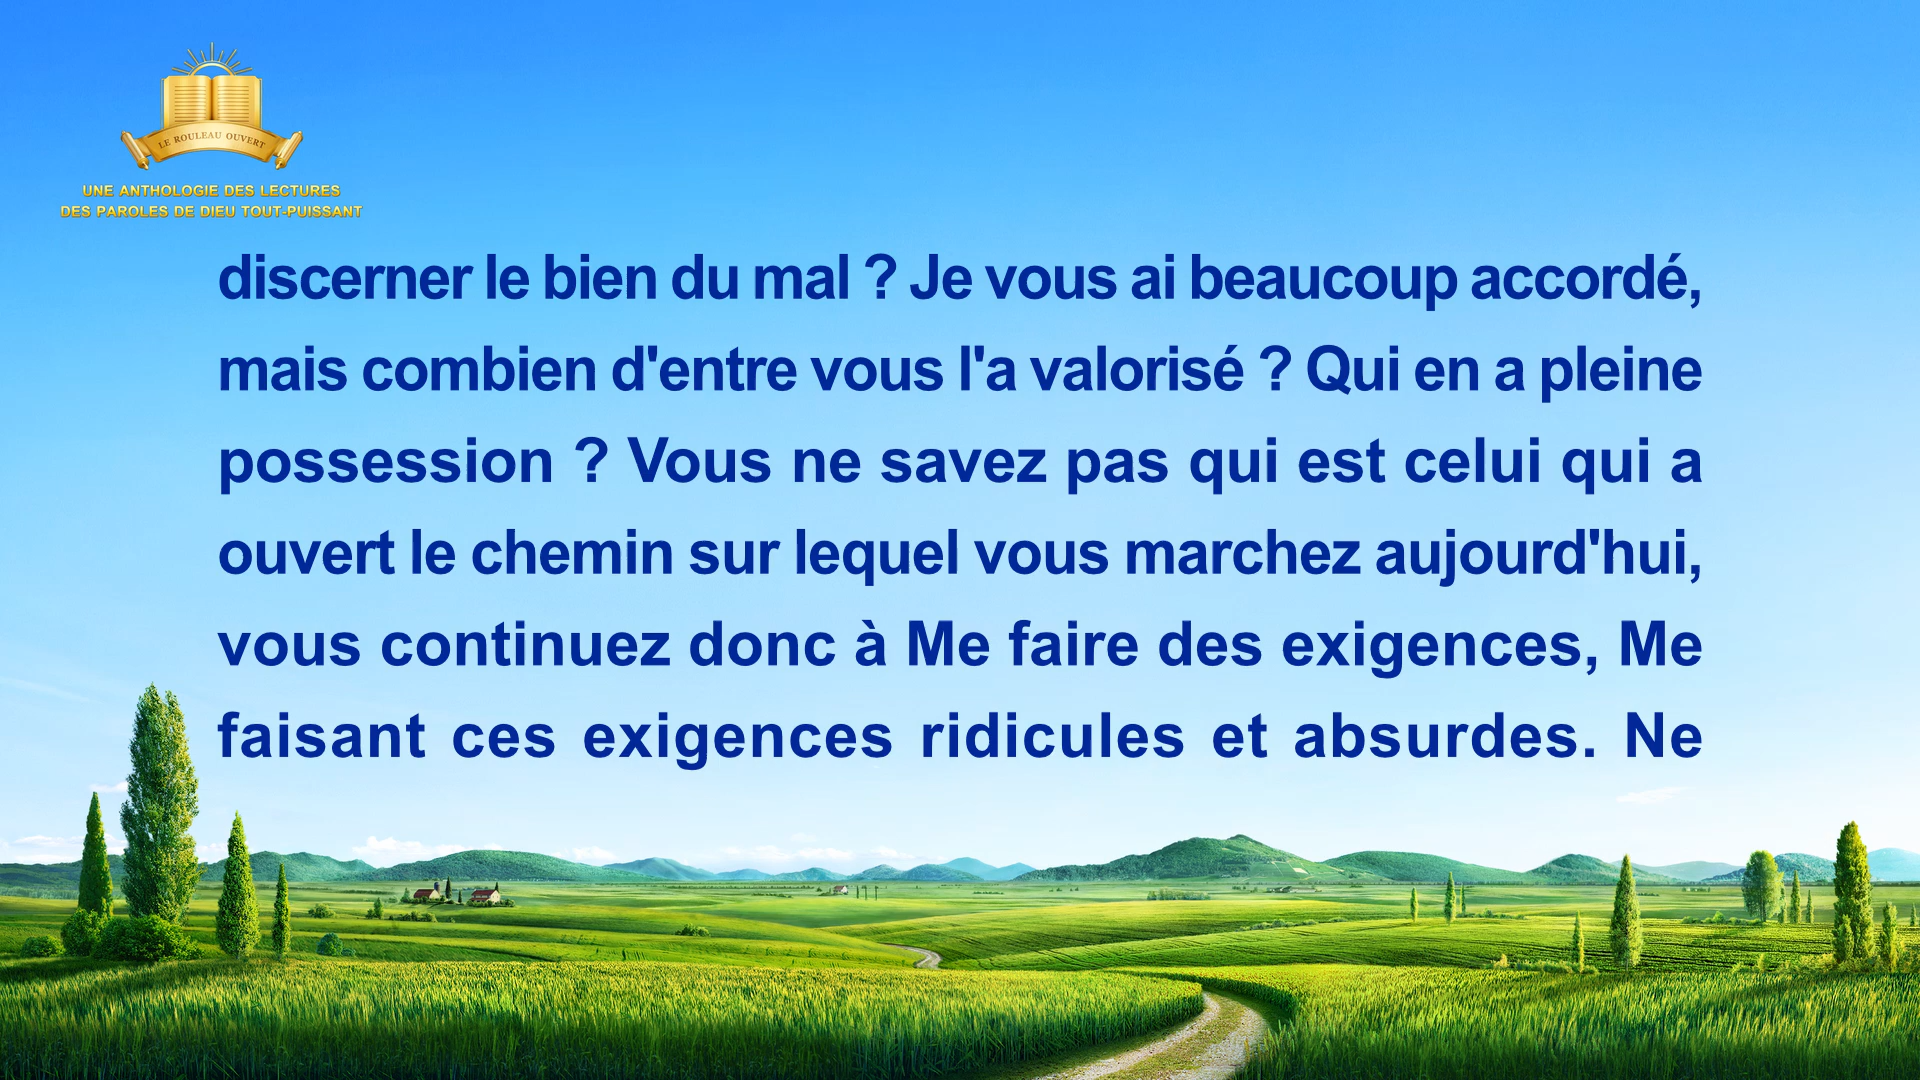 LE ROULEAU OUVERT
UNE ANTHOLOGIE DES LECTURES
DES PAROLES DE DIEU TOUT-PUISSANT
discerner le bien du mal ? Je vous ai beaucoup accordé,
mais combien d'entre vous l'a valorisé ? Qui en a pleine
possession ? Vous ne savez pas qui est celui qui a
ouvert le chemin sur lequel vous marchez aujourd'hui,
vous continuez donc à Me faire des exigences, Me
faisant ces exigences ridicules et absurdes. Ne